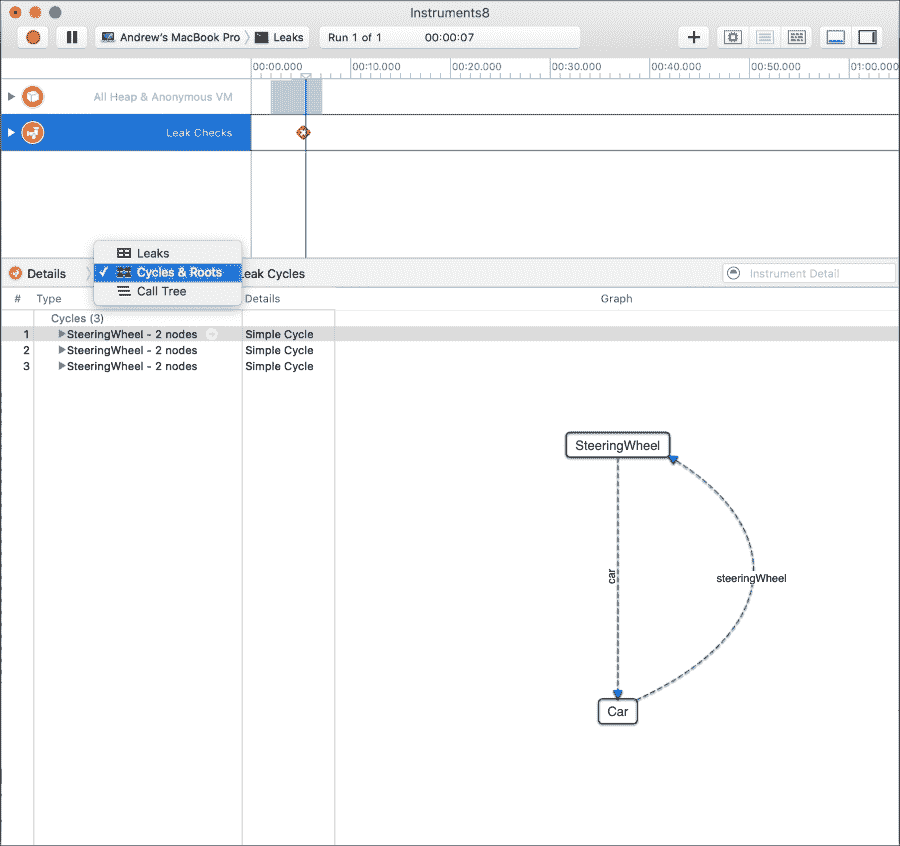 Instruments8
Andrew's MacBook Pro Leaks Run 1 of 1 00:00:07
00:00.000 00:10.000 00:20.000 00:30.000 00:40.000 00:50.000 01:00.000
All Heap & Anonymous VM
Leak Checks
Leaks
Details ✓ Cycles & Roots Leak Cycles Instrument Detail
Call Tree
# Type Details Graph
Cycles (3)
1 SteeringWheel - 2 nodes Simple Cycle
2 SteeringWheel - 2 nodes Simple Cycle
3 SteeringWheel - 2 nodes Simple Cycle
SteeringWheel
car
steeringWheel
Car